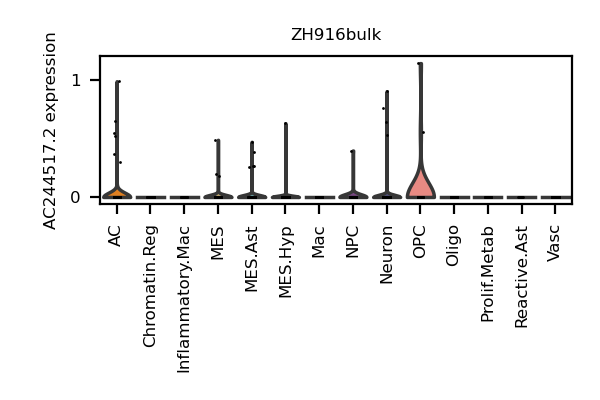 ZH916bulk
AC244517.2 expression
1
0
AC
Chromatin.Reg
Inflammatory.Mac
MES
MES.Ast
MES.Hyp
Mac
NPC
Neuron
OPC
Oligo
Prolif.Metab
Reactive.Ast
Vasc